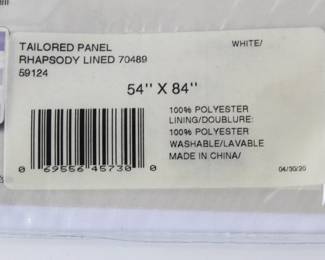 TAILORED PANEL
WHITE/
RHAPSODY LINED 70489
59124
54" X 84"
100% POLYESTER
LINING/DOUBLURE:
100% POLYESTER
WASHABLE/LAVABLE
MADE IN CHINA/
0 69556 45730 0
04/30/20